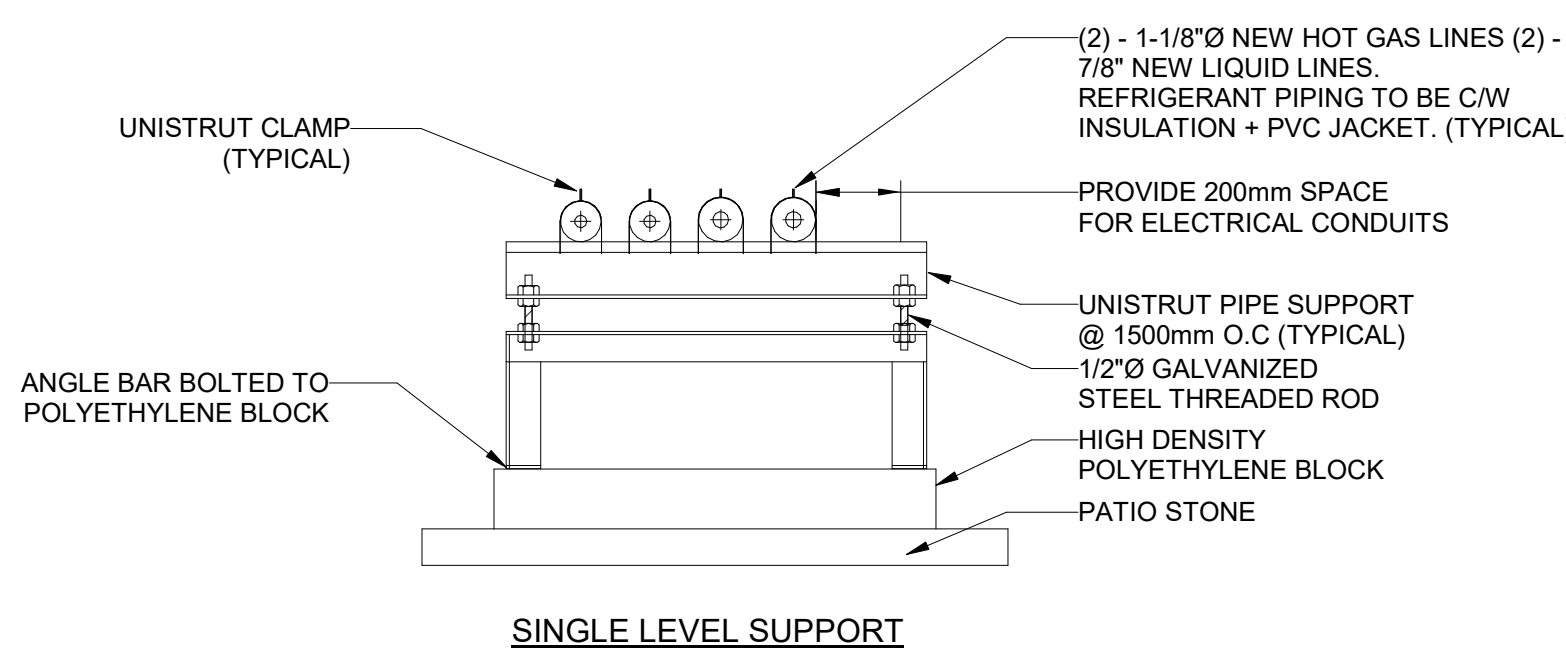 (2) - 1-1/8"Ø NEW HOT GAS LINES (2) -
7/8" NEW LIQUID LINES.
REFRIGERANT PIPING TO BE C/W
INSULATION + PVC JACKET. (TYPICAL)
UNISTRUT CLAMP
(TYPICAL)
PROVIDE 200mm SPACE
FOR ELECTRICAL CONDUITS
UNISTRUT PIPE SUPPORT
@ 1500mm O.C (TYPICAL)
1/2"Ø GALVANIZED
STEEL THREADED ROD
ANGLE BAR BOLTED TO
POLYETHYLENE BLOCK
HIGH DENSITY
POLYETHYLENE BLOCK
PATIO STONE
SINGLE LEVEL SUPPORT